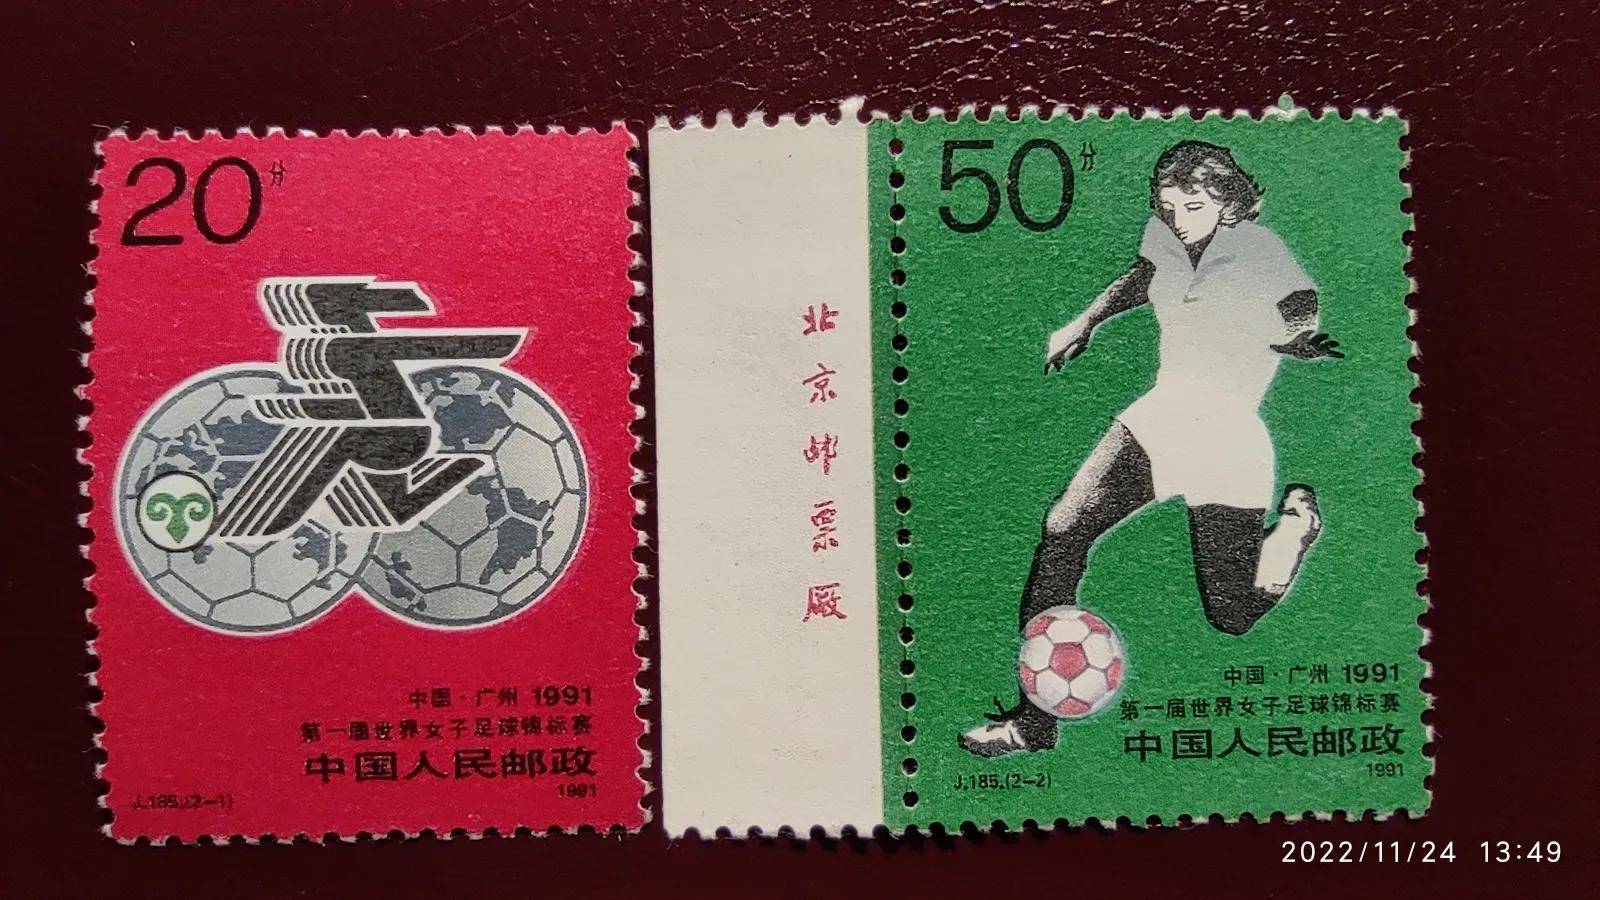 20分
中国·广州 1991
第一届世界女子足球锦标赛
中国人民邮政
1991
J.185.(2-1)
北京邮票厂
50分
中国·广州 1991
第一届世界女子足球锦标赛
中国人民邮政
1991
J.185.(2-2)
2022/11/24 13:49